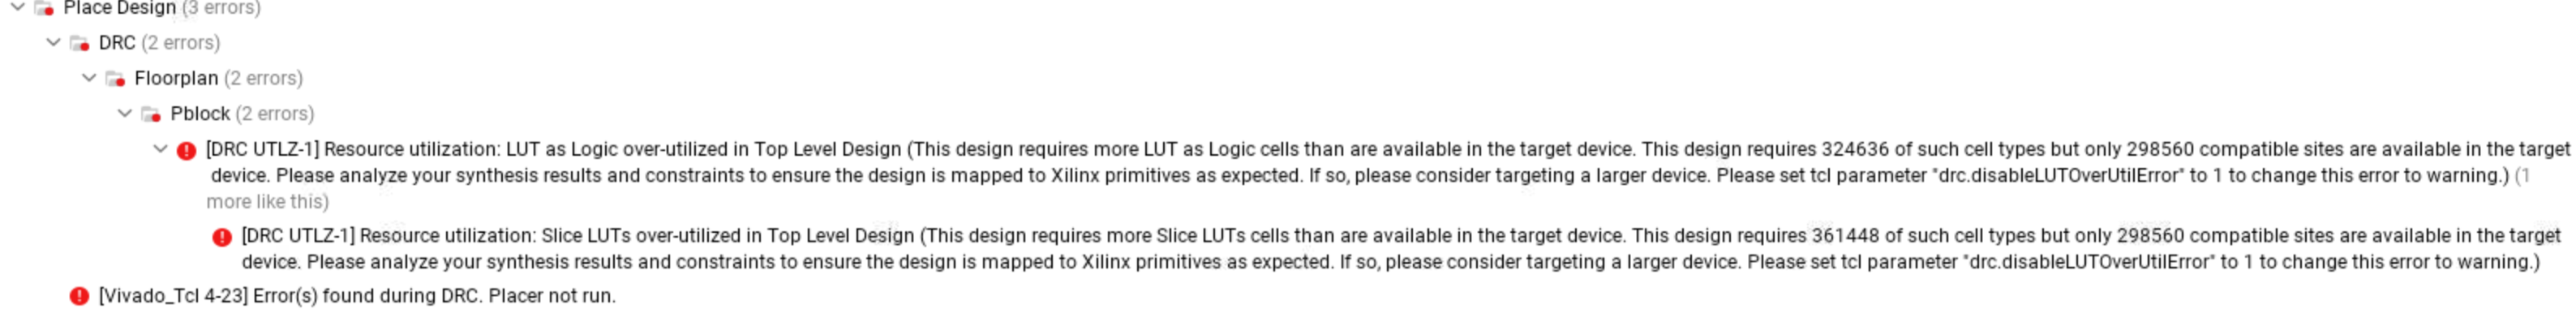 Place Design (3 errors)
DRC (2 errors)
Floorplan (2 errors)
Pblock (2 errors)
[DRC UTLZ-1] Resource utilization: LUT as Logic over-utilized in Top Level Design (This design requires more LUT as Logic cells than are available in the target device. This design requires 324636 of such cell types but only 298560 compatible sites are available in the target
device. Please analyze your synthesis results and constraints to ensure the design is mapped to Xilinx primitives as expected. If so, please consider targeting a larger device. Please set tcl parameter "drc.disableLUTOverUtilError" to 1 to change this error to warning.) (1
more like this)
[DRC UTLZ-1] Resource utilization: Slice LUTs over-utilized in Top Level Design (This design requires more Slice LUTs cells than are available in the target device. This design requires 361448 of such cell types but only 298560 compatible sites are available in the target
device. Please analyze your synthesis results and constraints to ensure the design is mapped to Xilinx primitives as expected. If so, please consider targeting a larger device. Please set tcl parameter "drc.disableLUTOverUtilError" to 1 to change this error to warning.)
[Vivado_Tcl 4-23] Error(s) found during DRC. Placer not run.